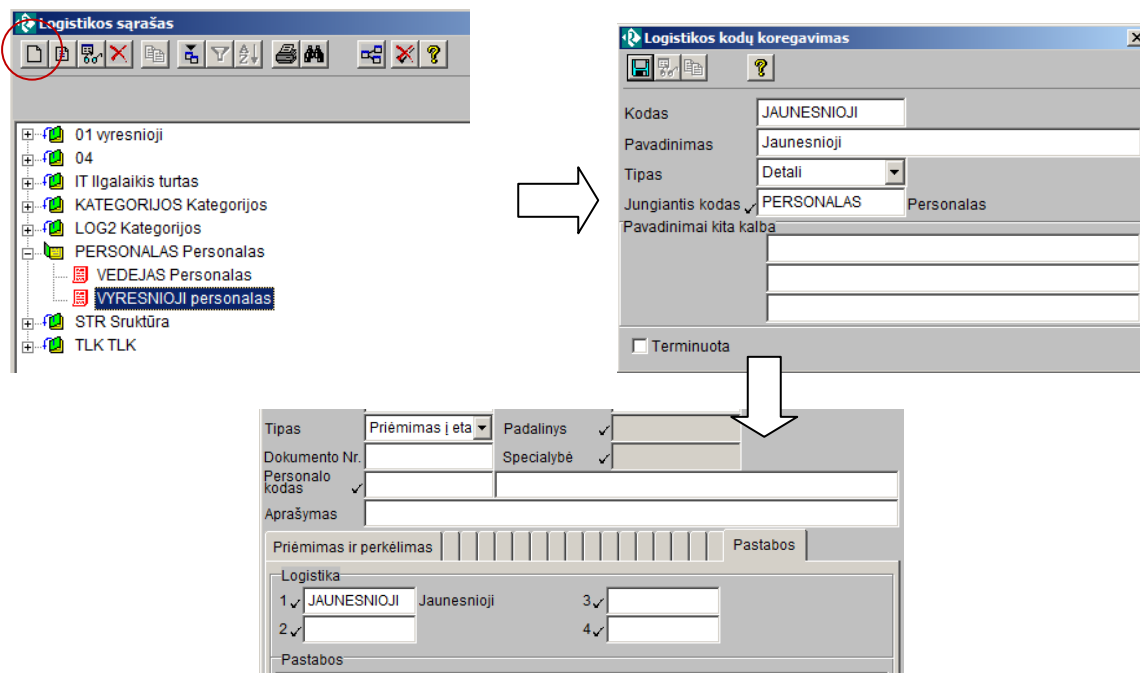 Logistikos sąrašas
01 vyresnioji
04
IT Ilgalaikis turtas
KATEGORIJOS Kategorijos
LOG2 Kategorijos
PERSONALAS Personalas
VEDEJAS Personalas
VYRESNIOJI personalas
STR Sruktūra
TLK TLK
Logistikos kodų koregavimas
Kodas JAUNESNIOJI
Pavadinimas Jaunesnioji
Tipas Detali
Jungiantis kodas PERSONALAS Personalas
Pavadinimai kita kalba
Terminuota
Tipas Priėmimas į eta Padalinys
Dokumento Nr. Specialybė
Personalo
kodas
Aprašymas
Priėmimas ir perkėlimas Pastabos
Logistika
1 JAUNESNIOJI Jaunesnioji 3
2 4
Pastabos